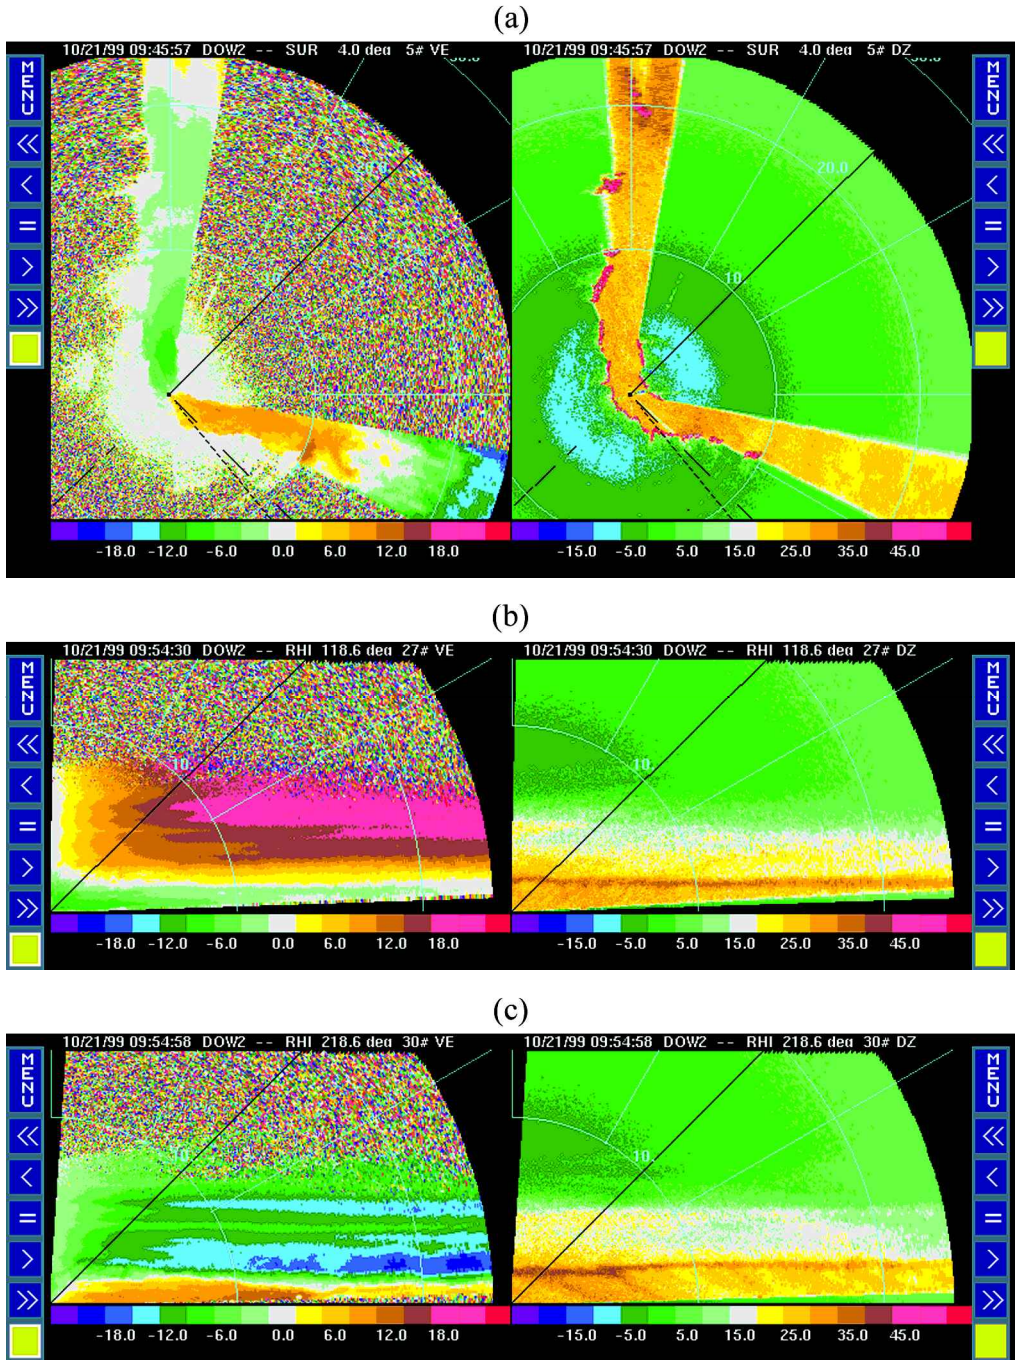 (a)
10/21/99 09:45:57 DOW2 -- SUR 4.0 deg 5# VE
10/21/99 09:45:57 DOW2 -- SUR 4.0 deg 5# DZ
MENU
MENU
<<
<
=
>
>>
<<
<
=
>
>>
20.0
10
20.0
10
-18.0 -12.0 -6.0 0.0 6.0 12.0 18.0
-15.0 -5.0 5.0 15.0 25.0 35.0 45.0
(b)
10/21/99 09:54:30 DOW2 -- RHI 118.6 deg 27# VE
10/21/99 09:54:30 DOW2 -- RHI 118.6 deg 27# DZ
MENU
MENU
<<
<
=
>
>>
<<
<
=
>
>>
10
10
-18.0 -12.0 -6.0 0.0 6.0 12.0 18.0
-15.0 -5.0 5.0 15.0 25.0 35.0 45.0
(c)
10/21/99 09:54:58 DOW2 -- RHI 218.6 deg 30# VE
10/21/99 09:54:58 DOW2 -- RHI 218.6 deg 30# DZ
MENU
MENU
<<
<
=
>
>>
<<
<
=
>
>>
10
10
-18.0 -12.0 -6.0 0.0 6.0 12.0 18.0
-15.0 -5.0 5.0 15.0 25.0 35.0 45.0